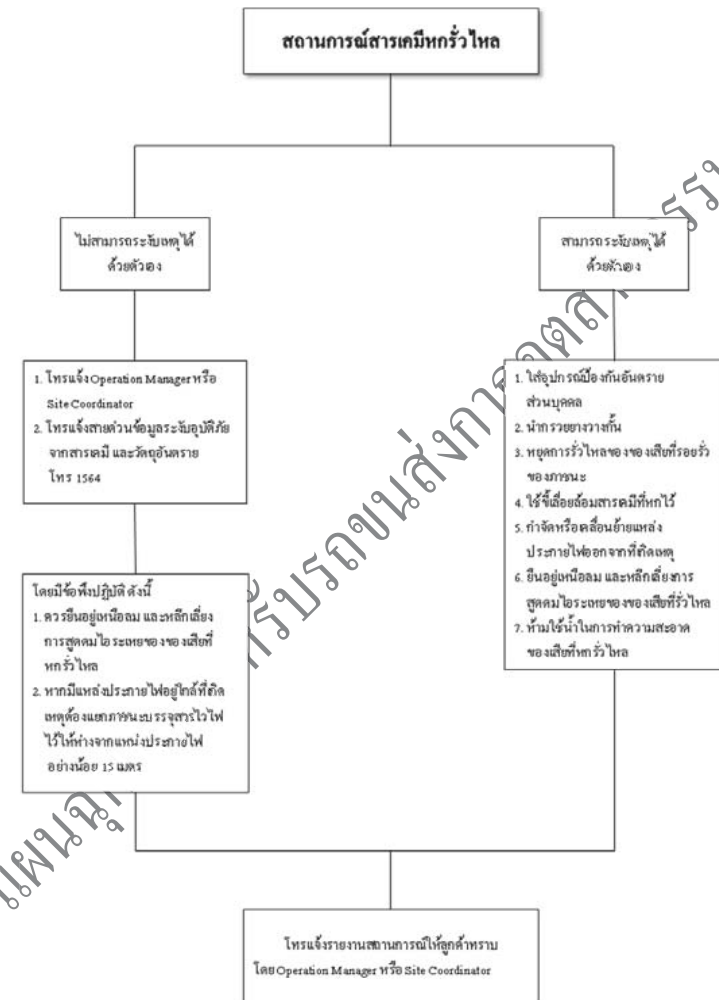 สถานการณ์สารเคมีหกรั่วไหล
ไม่สามารถระงับเหตุได้
ด้วยตัวเอง
สามารถระงับเหตุได้
ด้วยตัวเอง
1. โทรแจ้ง Operation Manager หรือ
Site Coordinator
2. โทรแจ้งสายด่วนข้อมูลระงับอุบัติภัย
จากสารเคมี และวัตถุอันตราย
โทร 1564
1. ใส่อุปกรณ์ป้องกันอันตราย
ส่วนบุคคล
2. นำกรวยยางวางกั้น
3. หยุดการรั่วไหลของของเสียที่รอยรั่ว
ของภาชนะ
4. ใช้ขี้เลื่อยล้อมสารเคมีที่หกไว้
5. กำจัดหรือเคลื่อนย้ายแหล่ง
ประกายไฟออกจากที่เกิดเหตุ
6. ยืนอยู่เหนือลม และหลีกเลี่ยงการ
สูดดมไอระเหยของของเสียที่รั่วไหล
7. ห้ามใช้น้ำในการทำความสะอาด
ของเสียที่หกรั่วไหล
โดยมีข้อพึงปฏิบัติ ดังนี้
1. ควรยืนอยู่เหนือลม และหลีกเลี่ยง
การสูดดมไอระเหยของของเสียที่
หกรั่วไหล
2. หากมีแหล่งประกายไฟอยู่ใกล้ที่เกิด
เหตุต้องแยกภาชนะบรรจุสารไวไฟ
ไว้ให้ห่างจากแหน่งประกายไฟ
อย่างน้อย 15 เมตร
โทรแจ้งรายงานสถานการณ์ให้ลูกค้าทราบ
โดย Operation Manager หรือ Site Coordinator